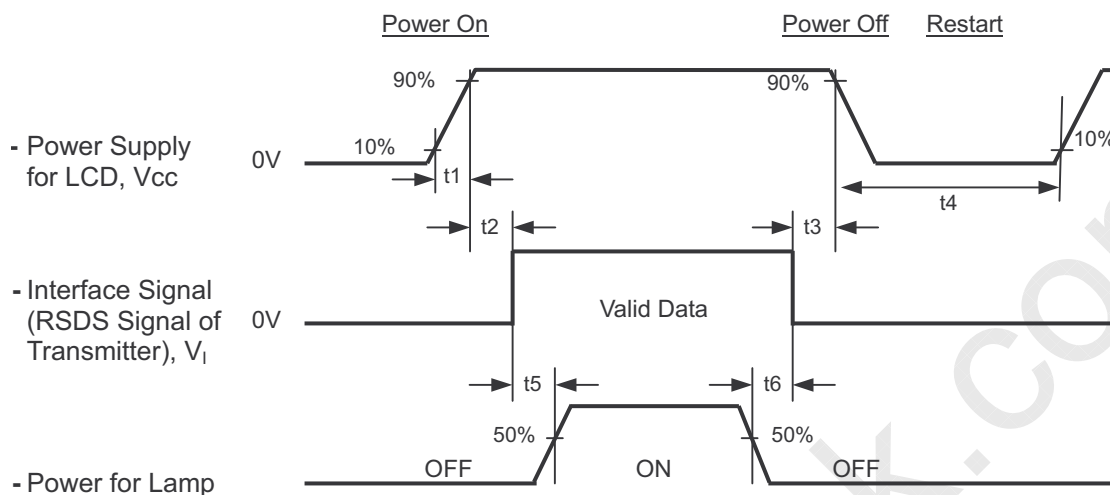 Power On
Power Off
Restart
90%
90%
10%
10%
- Power Supply
for LCD, Vcc
0V
t1
t4
t2
t3
- Interface Signal
(RSDS Signal of
Transmitter), VI
0V
Valid Data
t5
t6
50%
50%
OFF
ON
OFF
- Power for Lamp
k.com